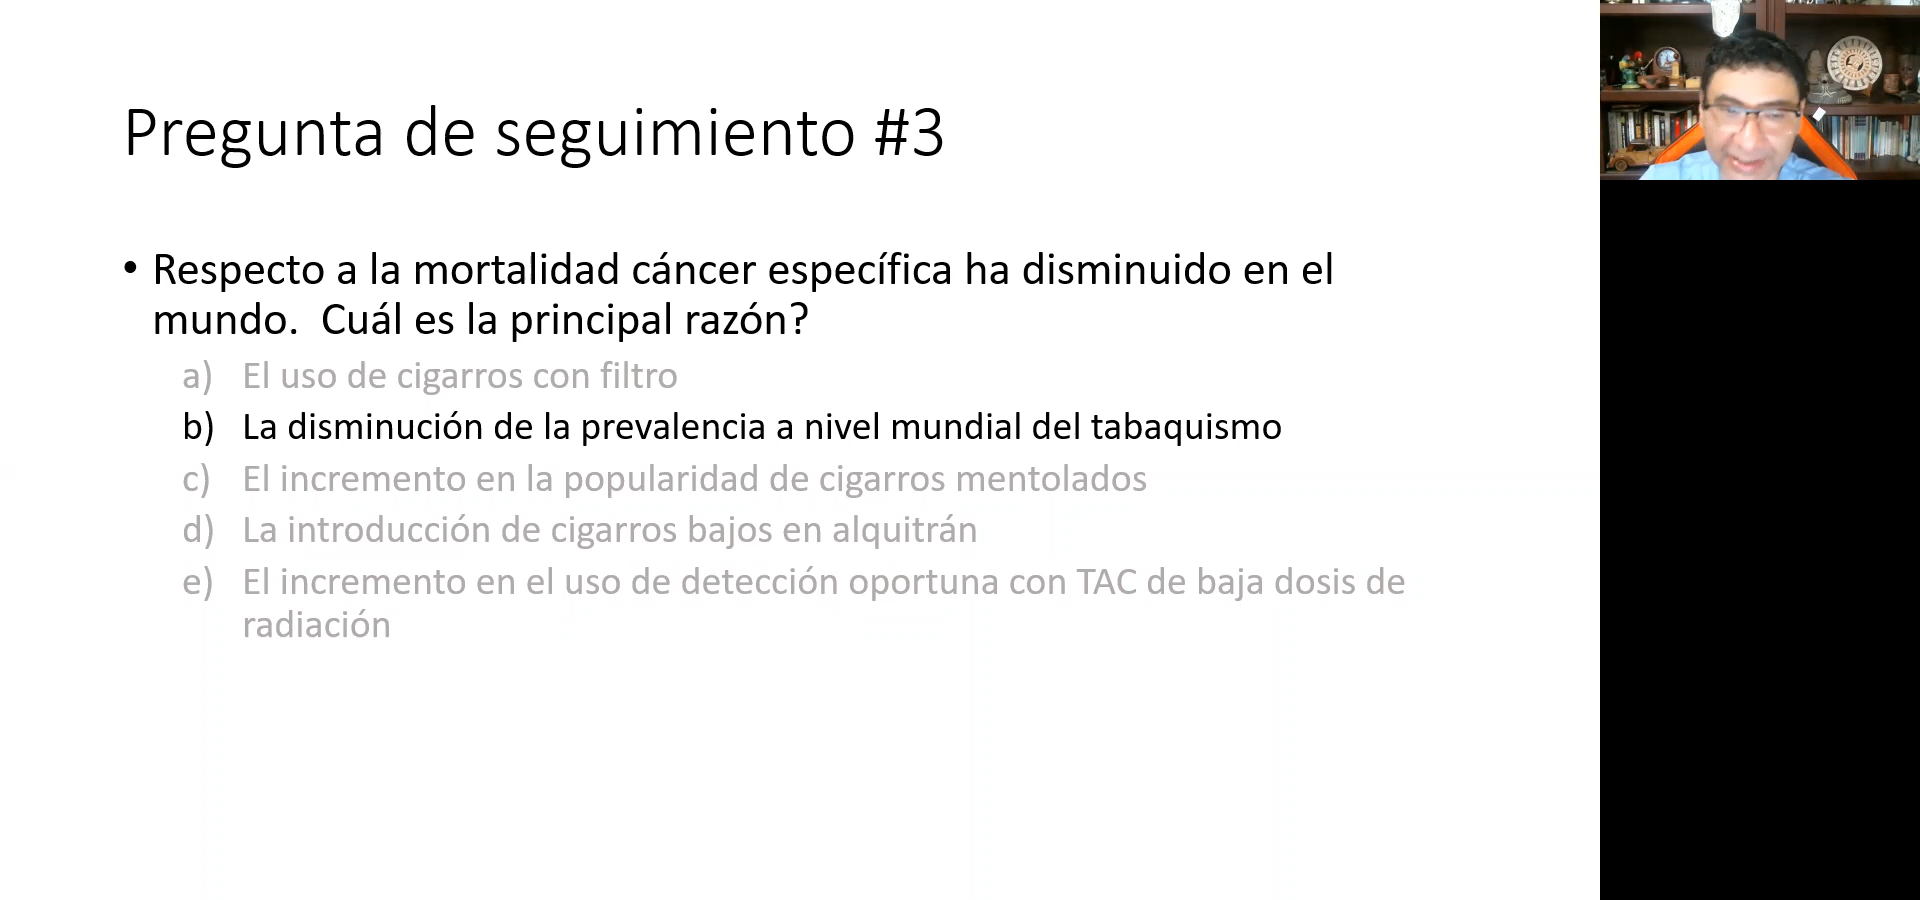 Pregunta de seguimiento #3
• Respecto a la mortalidad cáncer específica ha disminuido en el
mundo.  Cuál es la principal razón?
a) El uso de cigarros con filtro
b) La disminución de la prevalencia a nivel mundial del tabaquismo
c) El incremento en la popularidad de cigarros mentolados
d) La introducción de cigarros bajos en alquitrán
e) El incremento en el uso de detección oportuna con TAC de baja dosis de
radiación